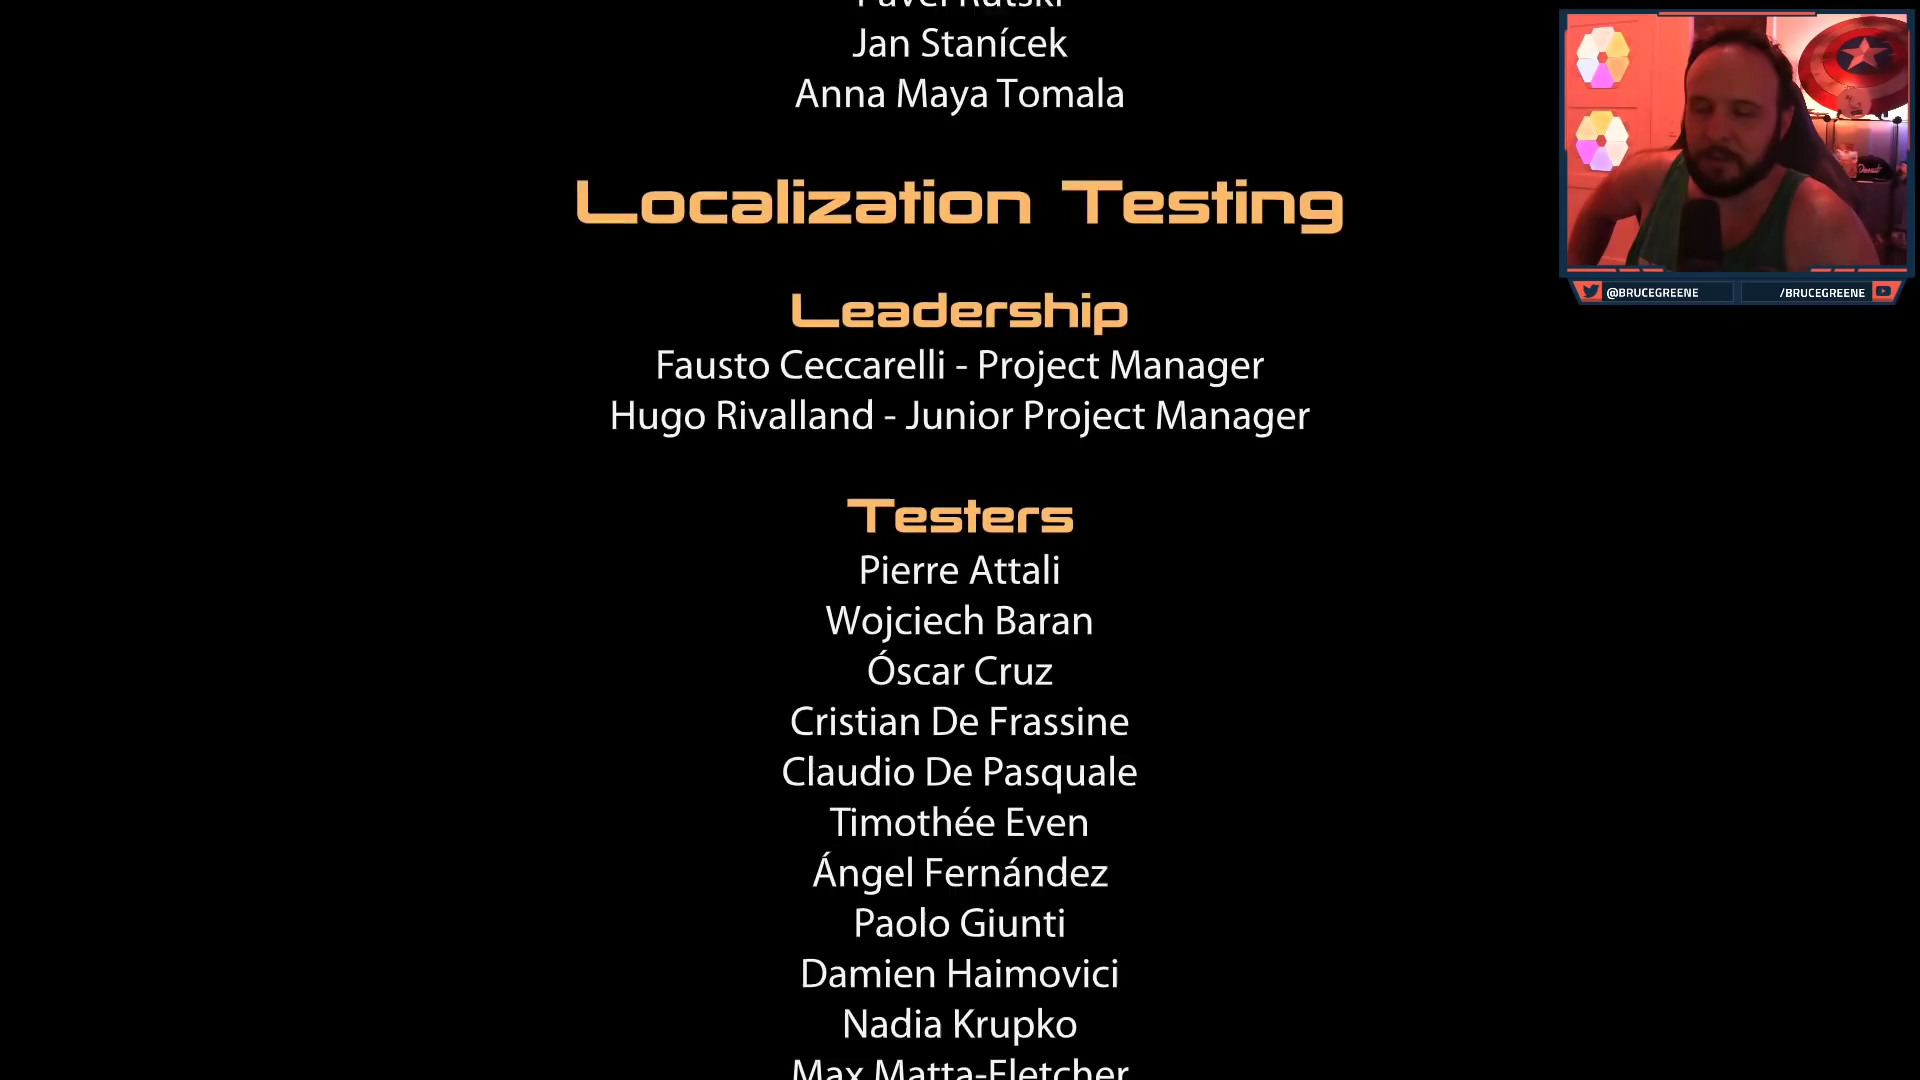 Jan Stanícek
Anna Maya Tomala
Localization Testing
Leadership
Fausto Ceccarelli - Project Manager
Hugo Rivalland - Junior Project Manager
Testers
Pierre Attali
Wojciech Baran
Óscar Cruz
Cristian De Frassine
Claudio De Pasquale
Timothée Even
Ángel Fernández
Paolo Giunti
Damien Haimovici
Nadia Krupko
Max Matta-Fletcher
@BRUCEGREENE
/BRUCEGREENE